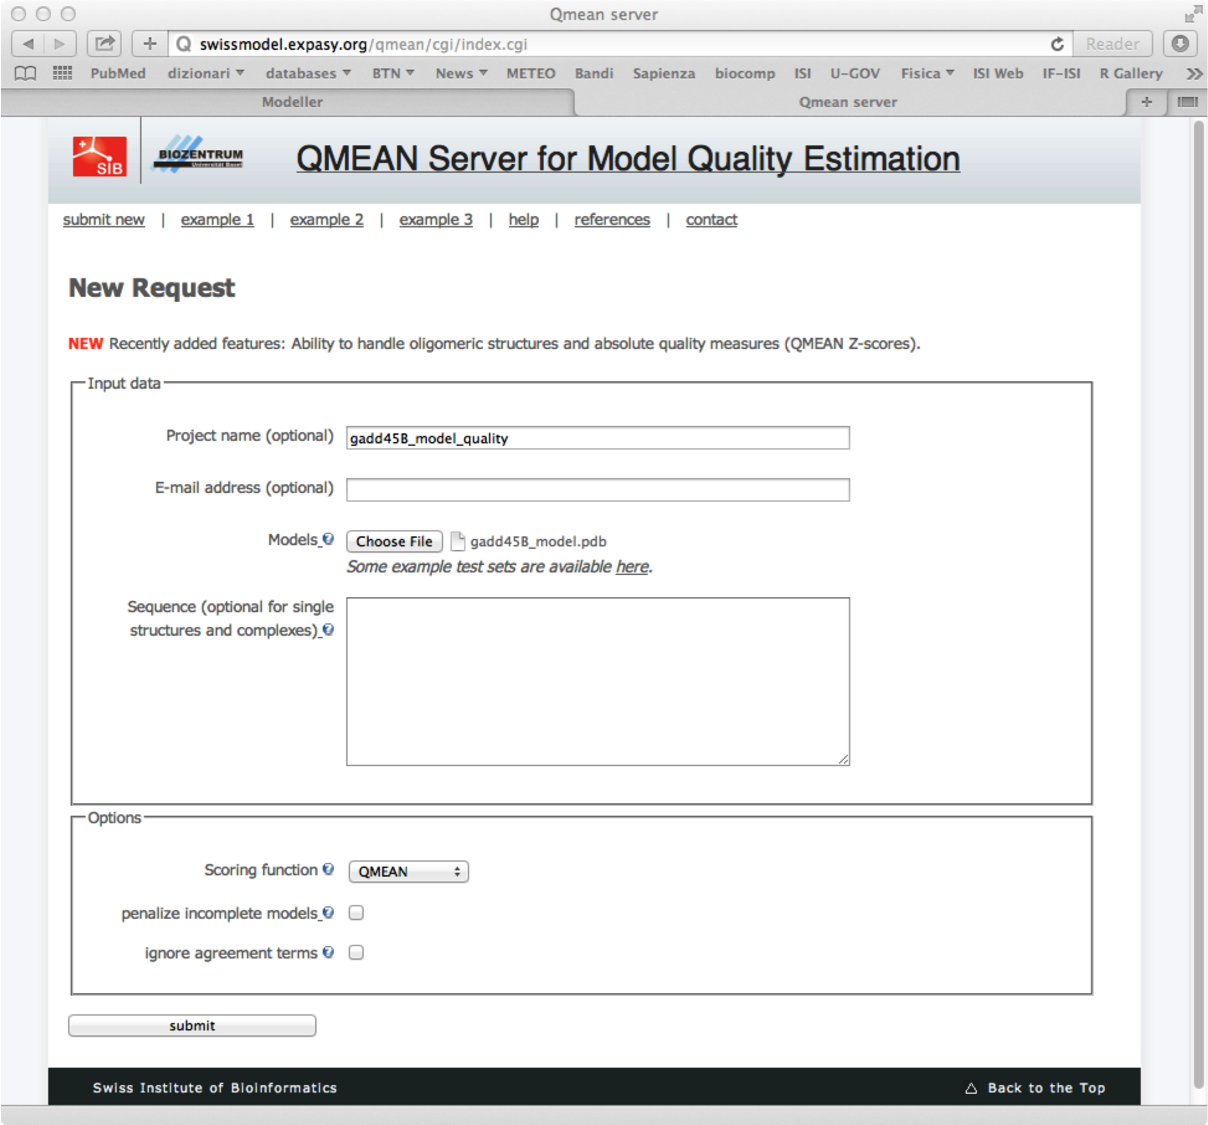 Qmean server
swissmodel.expasy.org/qmean/cgi/index.cgi
Reader
PubMed dizionari databases BTN News METEO Bandi Sapienza biocomp ISI U-GOV Fisica ISI Web IF-ISI R Gallery
Modeller Qmean server
SIB
BIOZENTRUM
QMEAN Server for Model Quality Estimation
submit new | example 1 | example 2 | example 3 | help | references | contact
New Request
NEW Recently added features: Ability to handle oligomeric structures and absolute quality measures (QMEAN Z-scores).
Input data
Project name (optional) gadd45B_model_quality
E-mail address (optional)
Models Choose File gadd45B_model.pdb
Some example test sets are available here.
Sequence (optional for single
structures and complexes)
Options
Scoring function QMEAN
penalize incomplete models
ignore agreement terms
submit
Swiss Institute of Bioinformatics Back to the Top